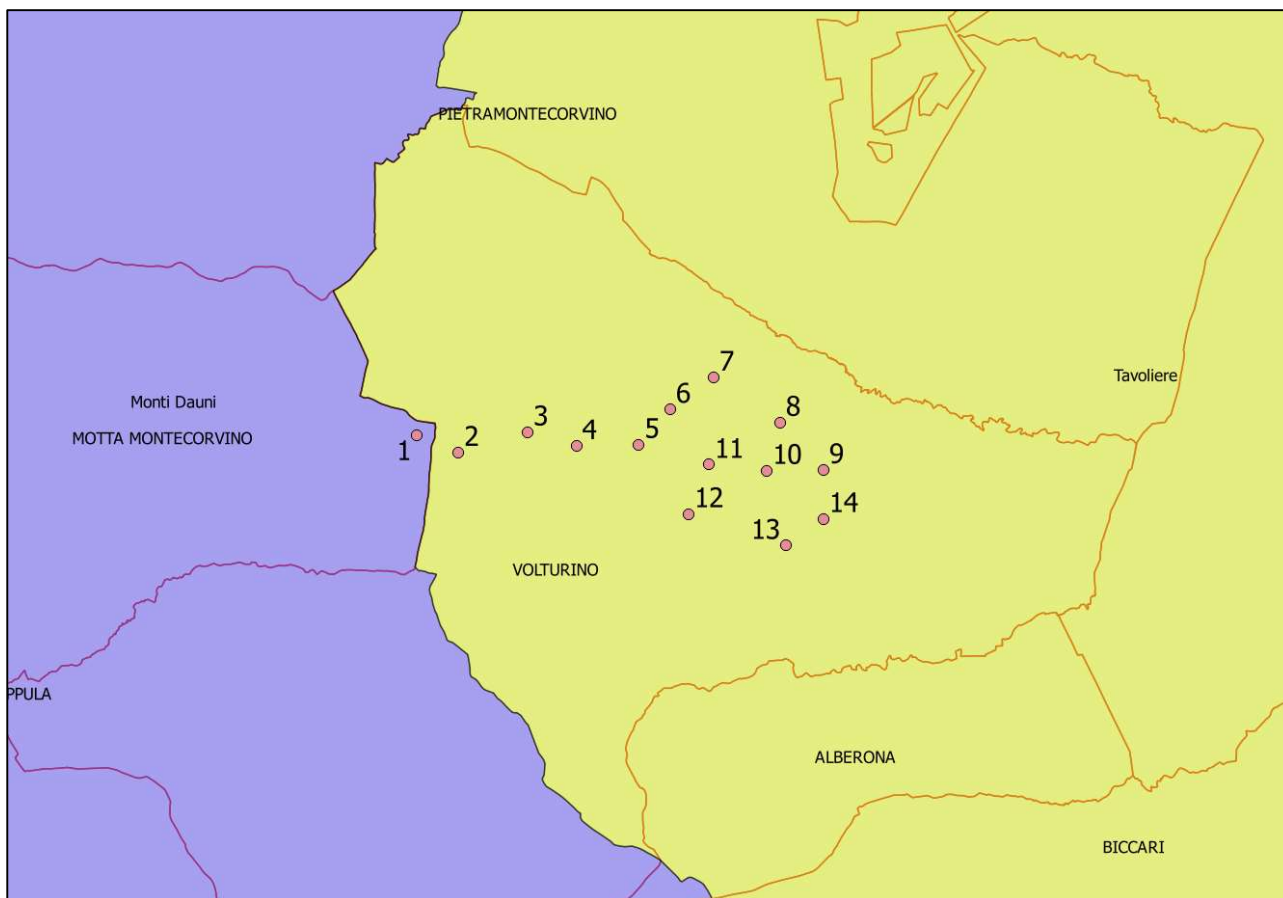 PIETRAMONTECORVINO
7
Tavoliere
6
Monti Dauni
8
3
MOTTA MONTECORVINO
1
2
4
5
11
10
9
12
14
13
VOLTURINO
PPULA
ALBERONA
BICCARI